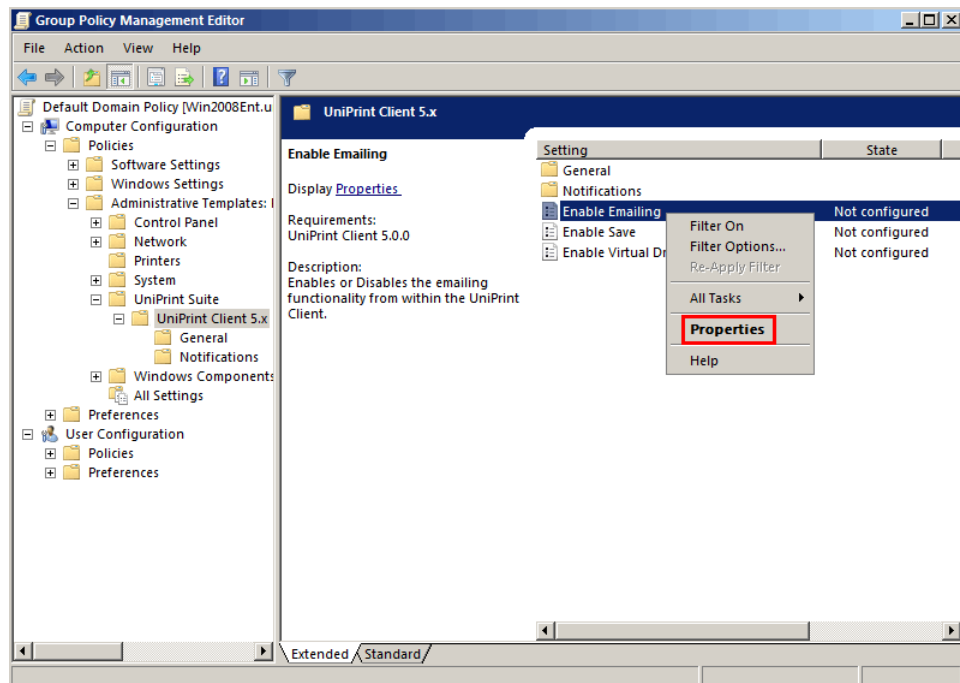 Group Policy Management Editor
File Action View Help
Default Domain Policy [Win2008Ent.u
Computer Configuration
Policies
Software Settings
Windows Settings
Administrative Templates:
Control Panel
Network
Printers
System
UniPrint Suite
UniPrint Client 5.x
General
Notifications
Windows Components
All Settings
Preferences
User Configuration
Policies
Preferences
UniPrint Client 5.x
Enable Emailing
Display Properties
Requirements:
UniPrint Client 5.0.0
Description:
Enables or Disables the emailing
functionality from within the UniPrint
Client.
Setting State
General
Notifications
Enable Emailing Not configured
Enable Save Not configured
Enable Virtual Dr Not configured
Filter On
Filter Options...
Re-Apply Filter
All Tasks
Properties
Help
Extended Standard